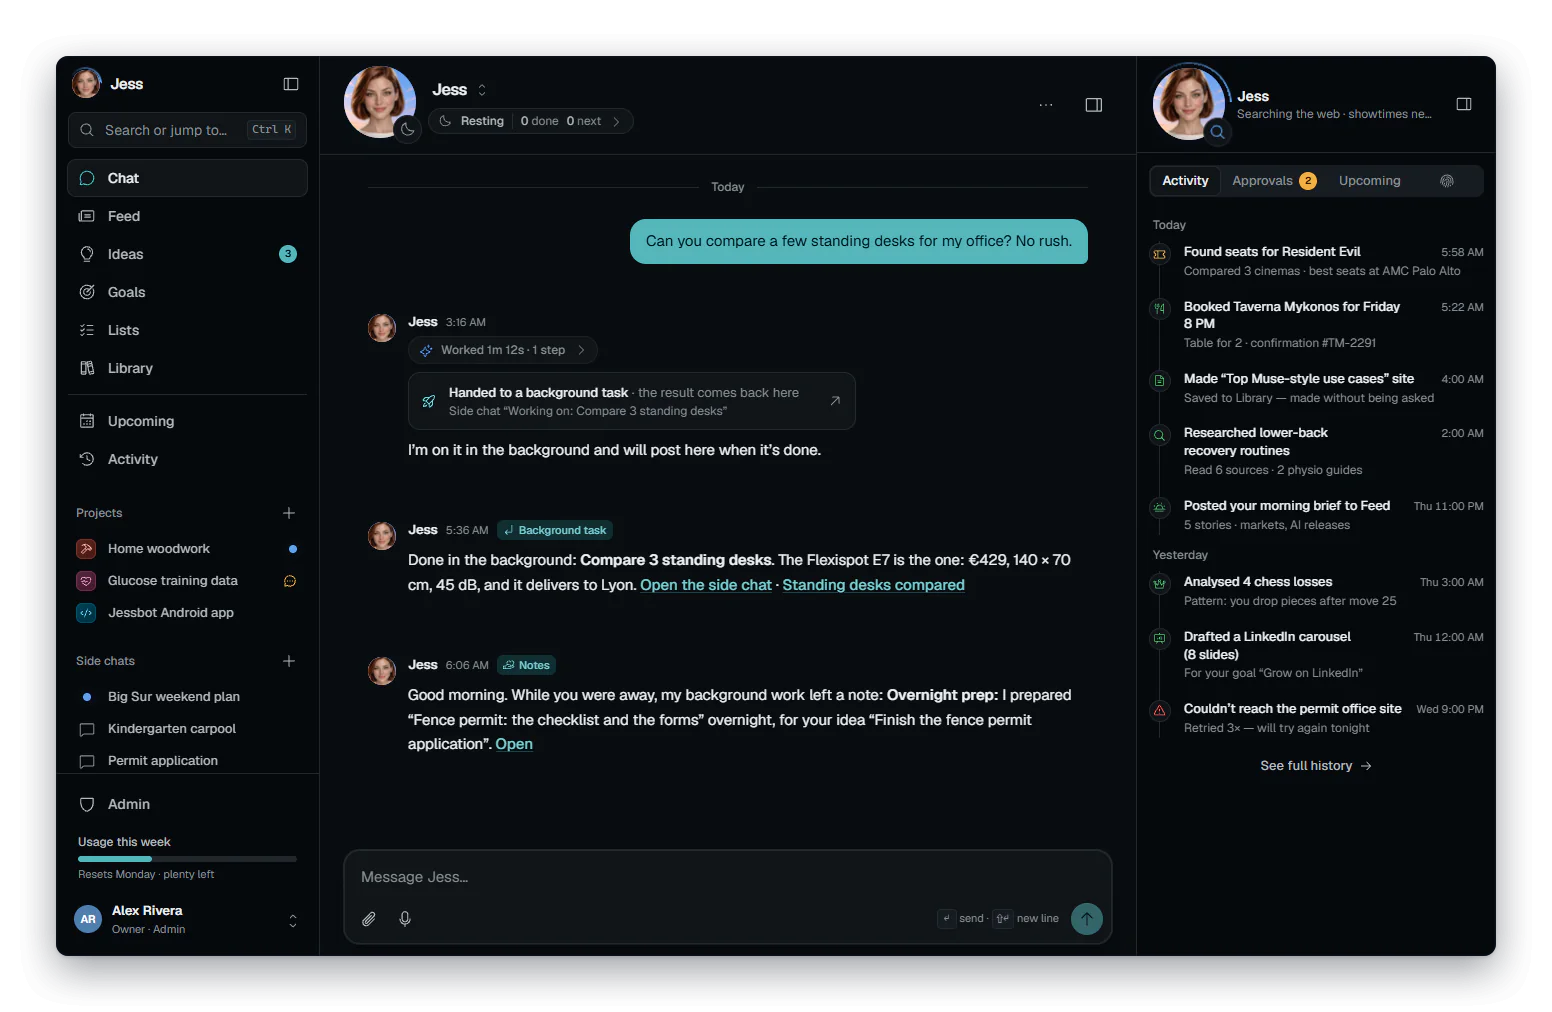 Jess
Search or jump to...
Ctrl K
Chat
Feed
Ideas
3
Goals
Lists
Library
Upcoming
Activity
Projects
Home woodwork
Glucose training data
Jessbot Android app
Side chats
Big Sur weekend plan
Kindergarten carpool
Permit application
Admin
Usage this week
Resets Monday · plenty left
AR
Alex Rivera
Owner · Admin
Jess
Resting
0 done 0 next
Today
Can you compare a few standing desks for my office? No rush.
Jess 3:16 AM
Worked 1m 12s · 1 step
Handed to a background task · the result comes back here
Side chat “Working on: Compare 3 standing desks”
I’m on it in the background and will post here when it’s done.
Jess 5:36 AM Background task
Done in the background: Compare 3 standing desks. The Flexispot E7 is the one: €429, 140 × 70
cm, 45 dB, and it delivers to Lyon. Open the side chat · Standing desks compared
Jess 6:06 AM Notes
Good morning. While you were away, my background work left a note: Overnight prep: I prepared
“Fence permit: the checklist and the forms” overnight, for your idea “Finish the fence permit
application”. Open
Message Jess...
send · new line
Jess
Searching the web · showtimes ne...
Activity
Approvals 2
Upcoming
Today
Found seats for Resident Evil 5:58 AM
Compared 3 cinemas · best seats at AMC Palo Alto
Booked Taverna Mykonos for Friday 5:22 AM
8 PM
Table for 2 · confirmation #TM-2291
Made “Top Muse-style use cases” site 4:00 AM
Saved to Library — made without being asked
Researched lower-back 2:00 AM
recovery routines
Read 6 sources · 2 physio guides
Posted your morning brief to Feed Thu 11:00 PM
5 stories · markets, AI releases
Yesterday
Analysed 4 chess losses Thu 3:00 AM
Pattern: you drop pieces after move 25
Drafted a LinkedIn carousel Thu 12:00 AM
(8 slides)
For your goal “Grow on LinkedIn”
Couldn’t reach the permit office site Wed 9:00 PM
Retried 3× — will try again tonight
See full history →